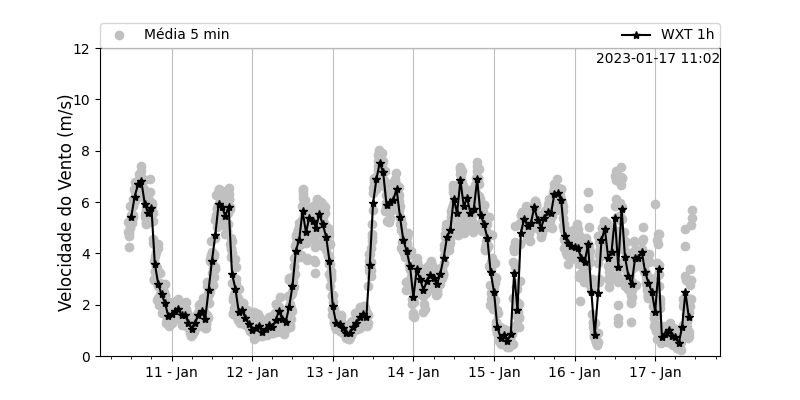 Média 5 min
WXT 1h
2023-01-17 11:02
Velocidade do Vento (m/s)
12
10
8
6
4
2
0
11 - Jan
12 - Jan
13 - Jan
14 - Jan
15 - Jan
16 - Jan
17 - Jan